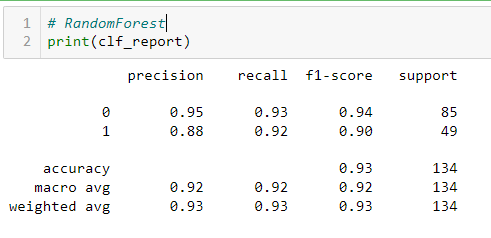 1 # RandomForest
2 print(clf_report)
precision recall f1-score support
0 0.95 0.93 0.94 85
1 0.88 0.92 0.90 49
accuracy 0.93 134
macro avg 0.92 0.92 0.92 134
weighted avg 0.93 0.93 0.93 134